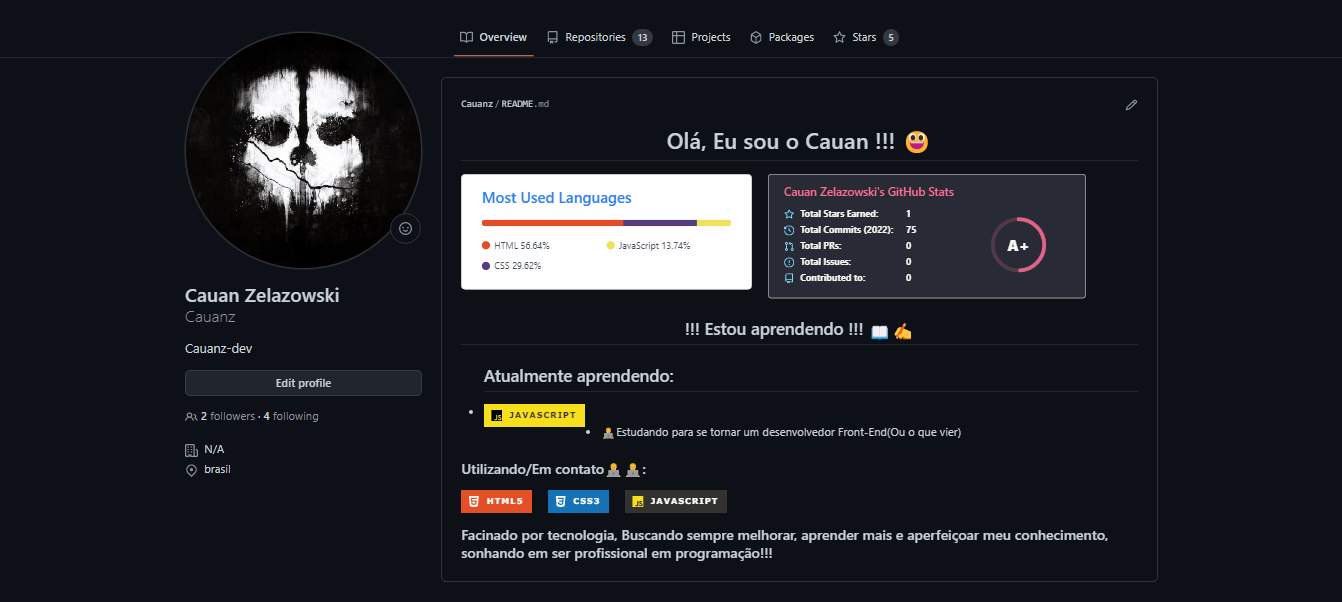 Overview Repositories 13 Projects Packages Stars 5
Cauan Zelazowski
Cauanz
Cauanz-dev
Edit profile
2 followers · 4 following
N/A
brasil
Cauanz / README.md
Olá, Eu sou o Cauan !!!
Most Used Languages
HTML 56.64%
JavaScript 13.74%
CSS 29.62%
Cauan Zelazowski's GitHub Stats
Total Stars Earned: 1
Total Commits (2022): 75
Total PRs: 0
Total Issues: 0
Contributed to: 0
A+
!!! Estou aprendendo !!!
Atualmente aprendendo:
JS JAVASCRIPT
Estudando para se tornar um desenvolvedor Front-End(Ou o que vier)
Utilizando/Em contato :
HTML5 CSS3 JS JAVASCRIPT
Facinado por tecnologia, Buscando sempre melhorar, aprender mais e aperfeiçoar meu conhecimento,
sonhando em ser profissional em programação!!!